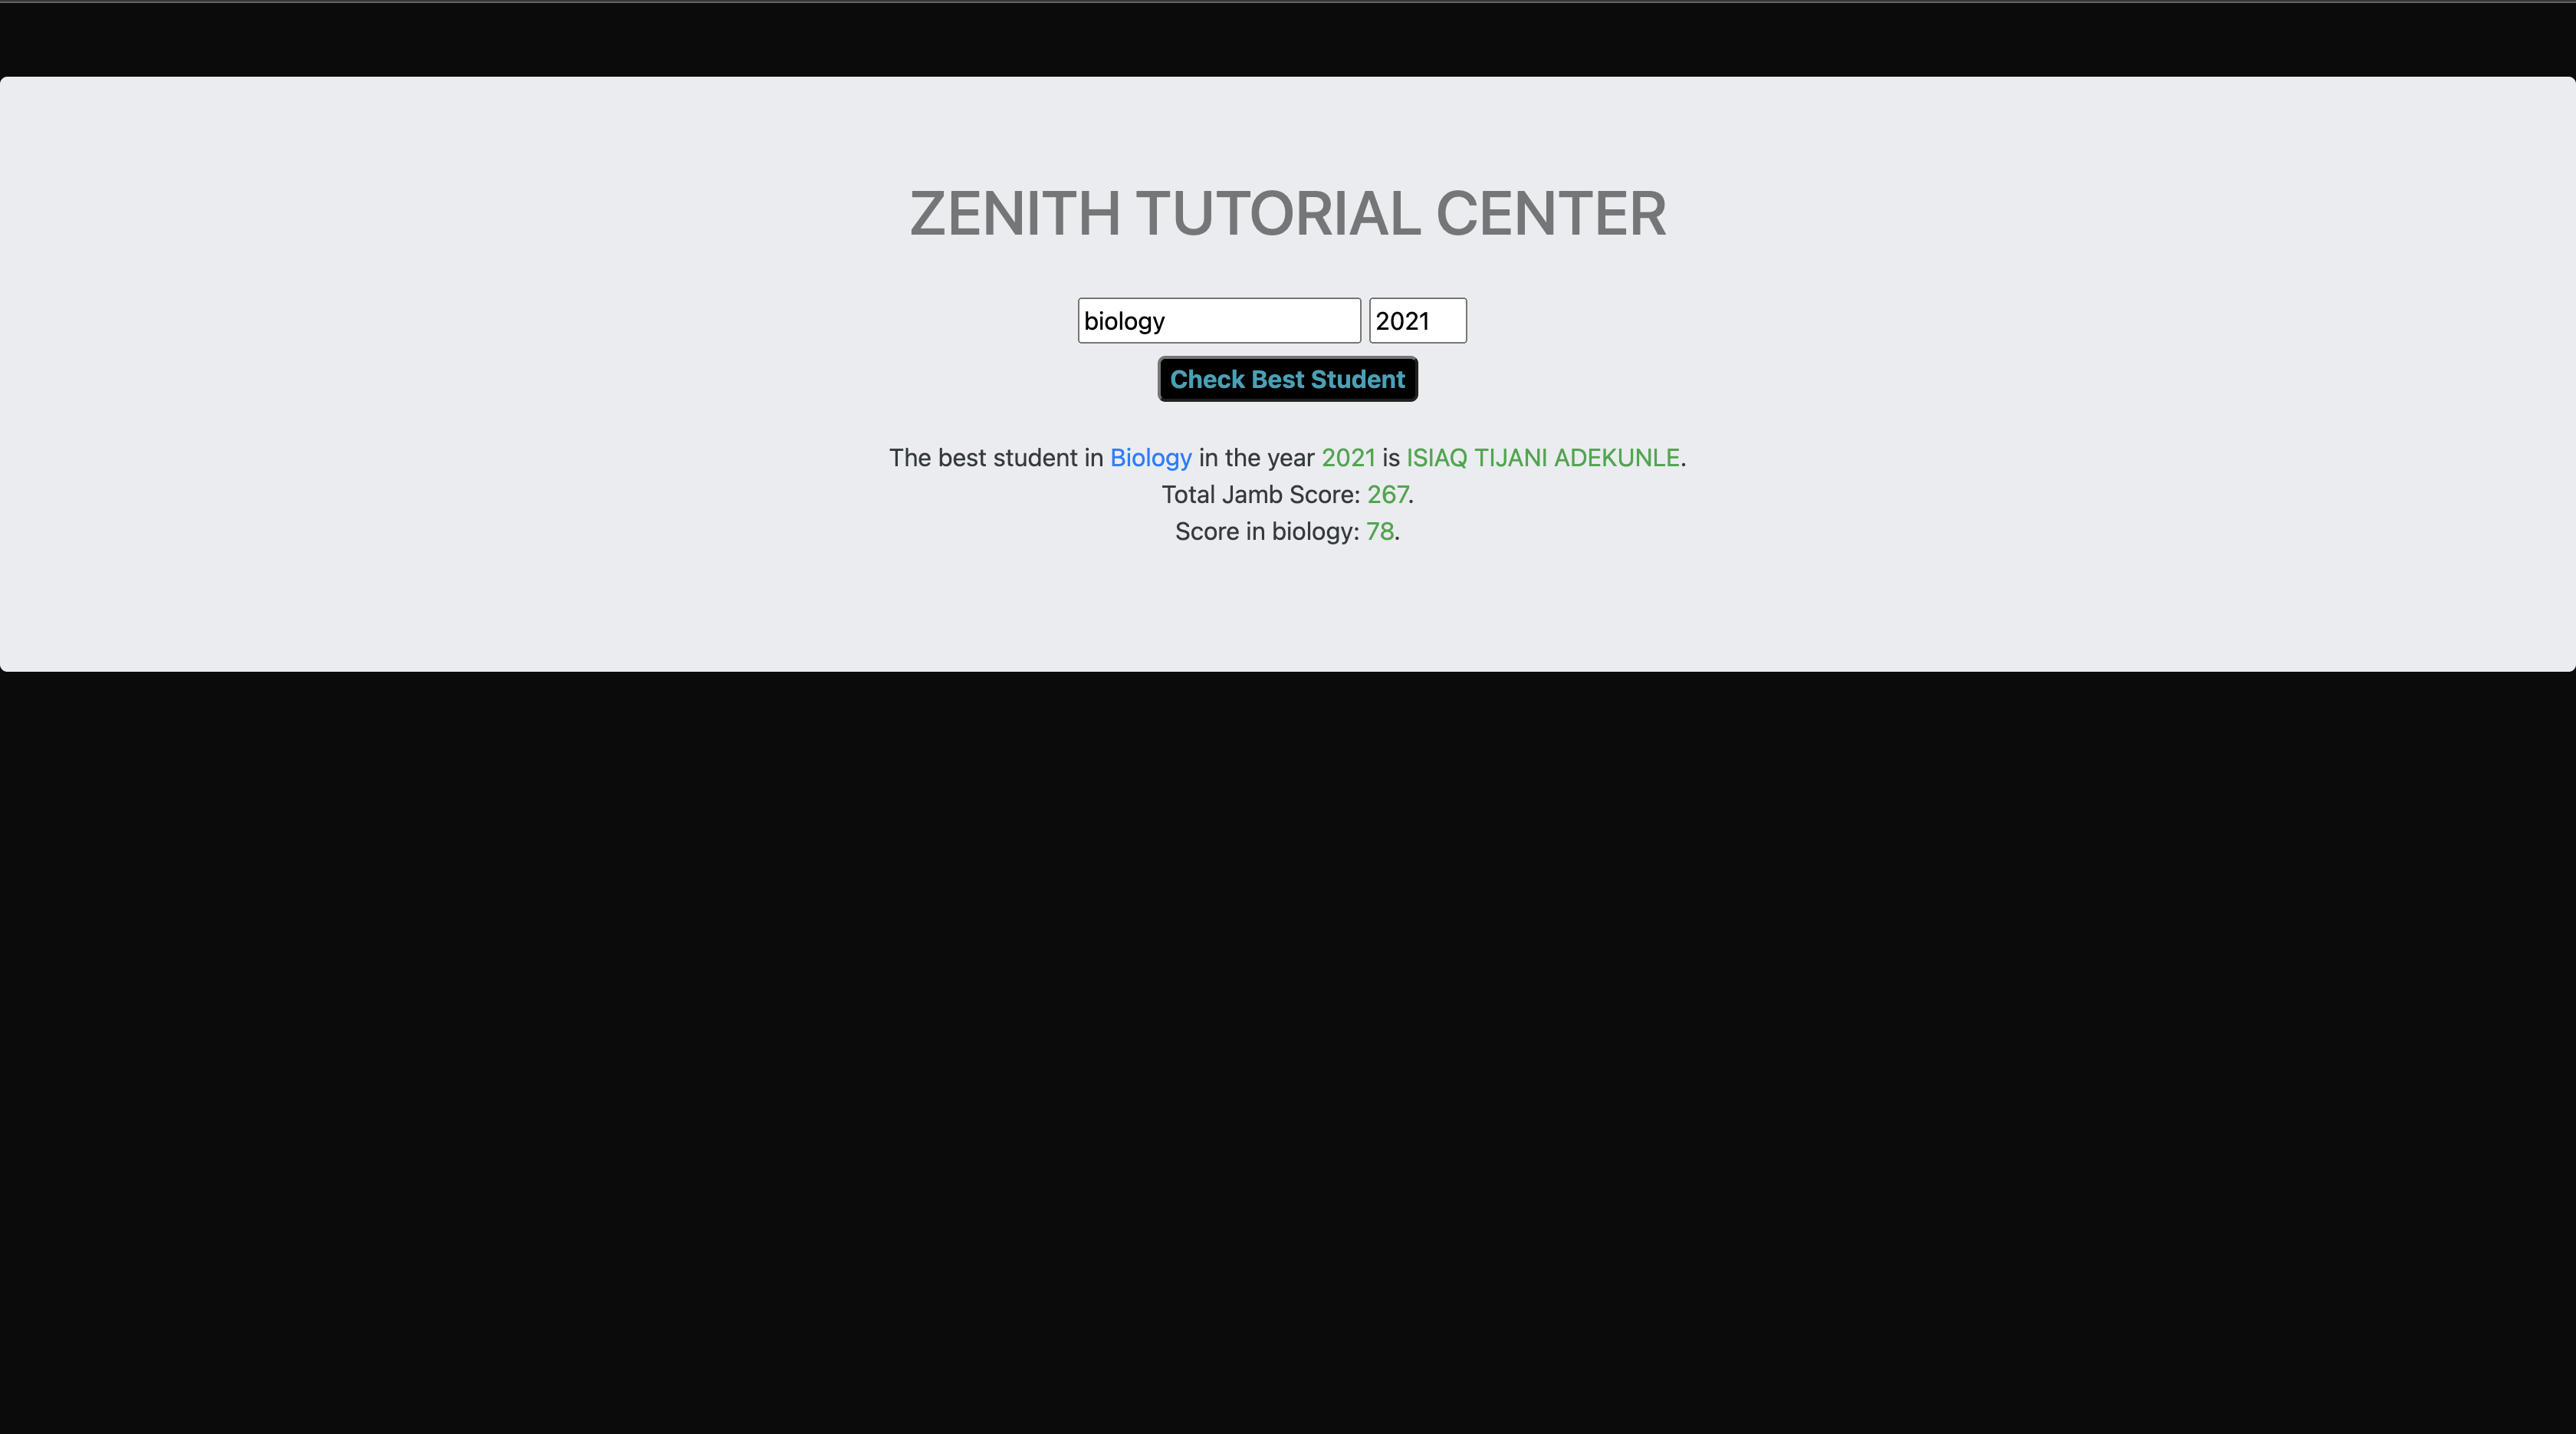 ZENITH TUTORIAL CENTER
biology 2021
Check Best Student
The best student in Biology in the year 2021 is ISIAQ TIJANI ADEKUNLE.
Total Jamb Score: 267.
Score in biology: 78.